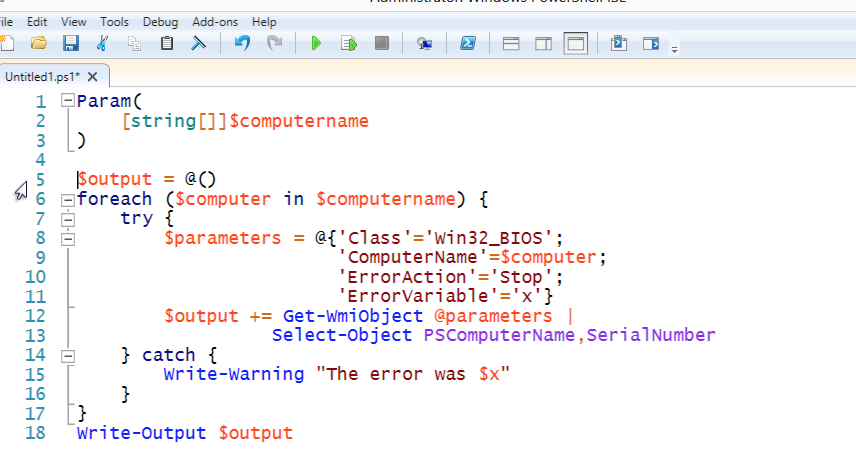 Administrator: Windows PowerShell ISE
File Edit View Tools Debug Add-ons Help
Untitled1.ps1* X
1 Param(
2     [string[]]$computername
3 )
4
5 $output = @()
6 foreach ($computer in $computername) {
7     try {
8         $parameters = @{'Class'='Win32_BIOS';
9                         'ComputerName'=$computer;
10                         'ErrorAction'='Stop';
11                         'ErrorVariable'='x'}
12         $output += Get-WmiObject @parameters |
13                   Select-Object PSComputerName,SerialNumber
14     } catch {
15         Write-Warning "The error was $x"
16     }
17 }
18 Write-Output $output